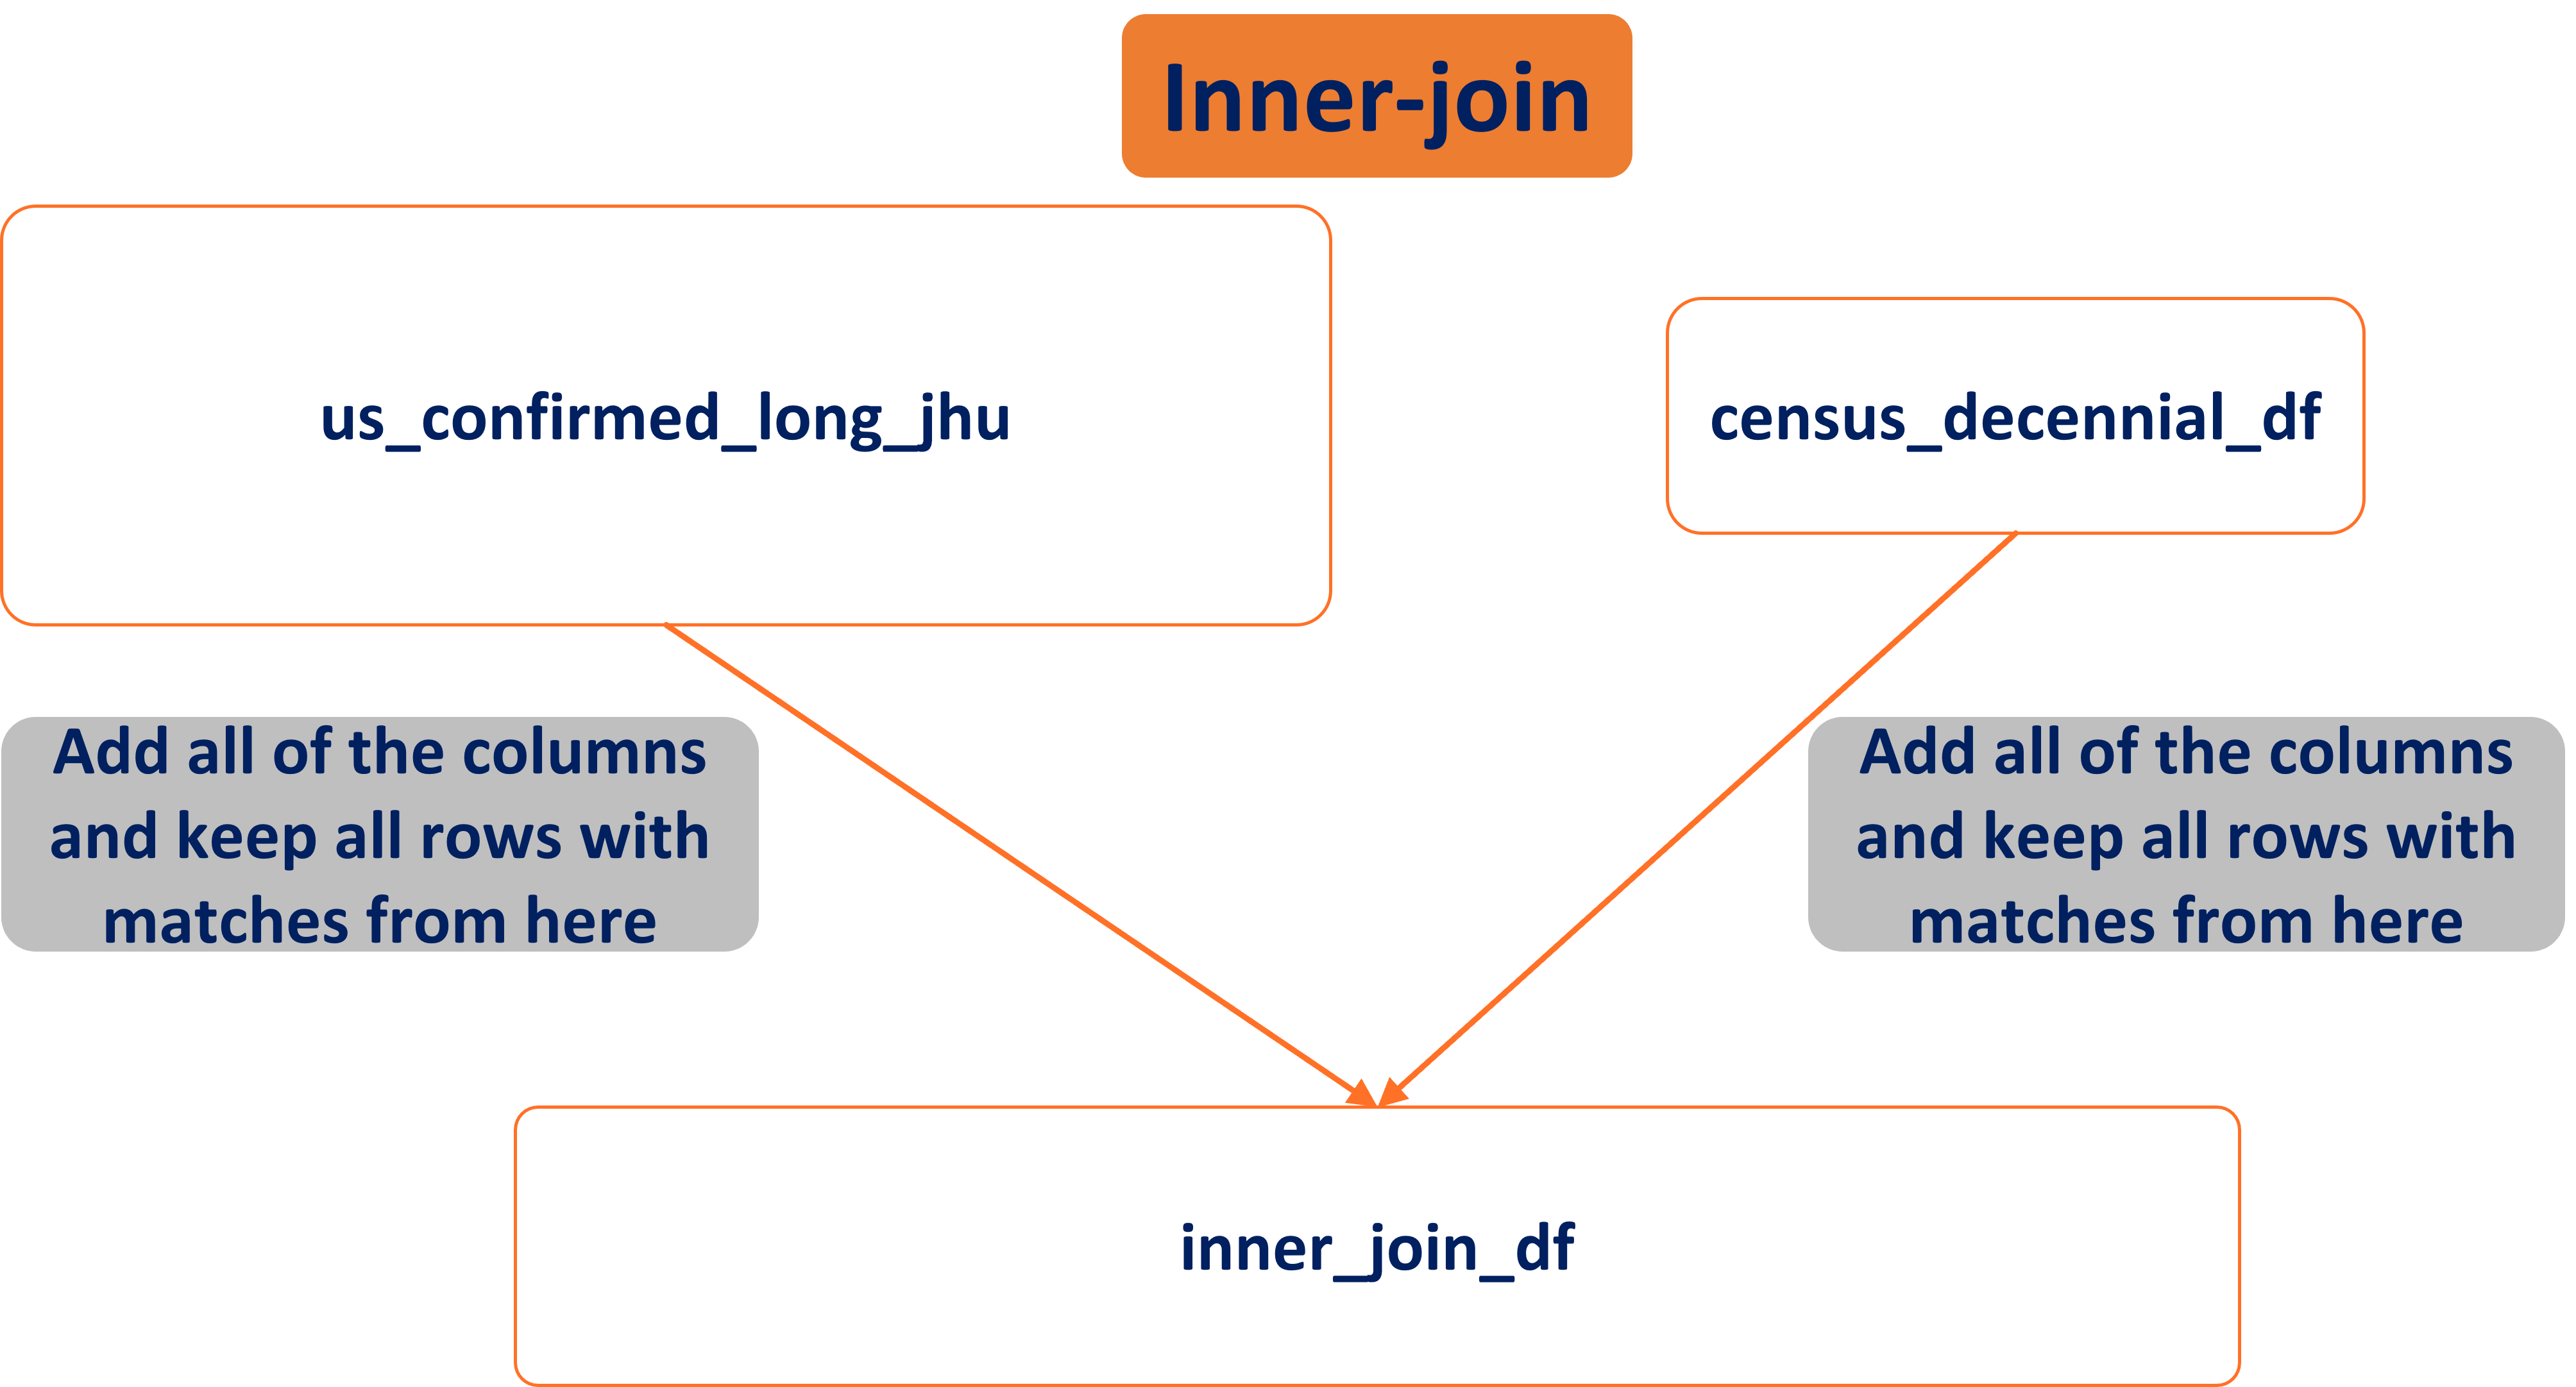 Inner-join
us_confirmed_long_jhu
census_decennial_df
Add all of the columns
and keep all rows with
matches from here
Add all of the columns
and keep all rows with
matches from here
inner_join_df